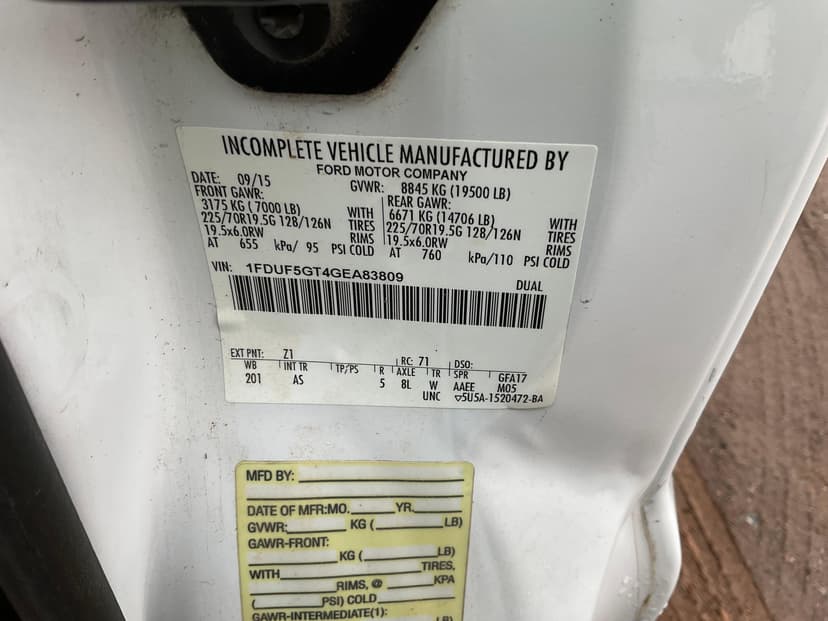 INCOMPLETE VEHICLE MANUFACTURED BY
FORD MOTOR COMPANY
DATE: 09/15 GVWR: 8845 KG (19500 LB)
FRONT GAWR: REAR GAWR:
3175 KG (7000 LB) WITH 6671 KG (14706 LB) WITH
225/70R19.5G 128/126N TIRES 225/70R19.5G 128/126N TIRES
19.5x6.0RW RIMS 19.5x6.0RW RIMS
AT 655 kPa/ 95 PSI COLD AT 760 kPa/110 PSI COLD
VIN: 1FDUF5GT4GEA83809
DUAL
EXT PNT: Z1 RC: 71 DSO:
WB INT TR TP/PS R AXLE TR SPR GFA17
201 AS 5 8L W AAEE M05
UNC ▽5U5A-1520472-BA
MFD BY:
DATE OF MFR:MO. YR.
GVWR: KG ( LB)
GAWR-FRONT:
KG ( LB)
WITH TIRES,
RIMS, @ KPA
( PSI) COLD
GAWR-INTERMEDIATE(1):
LB)